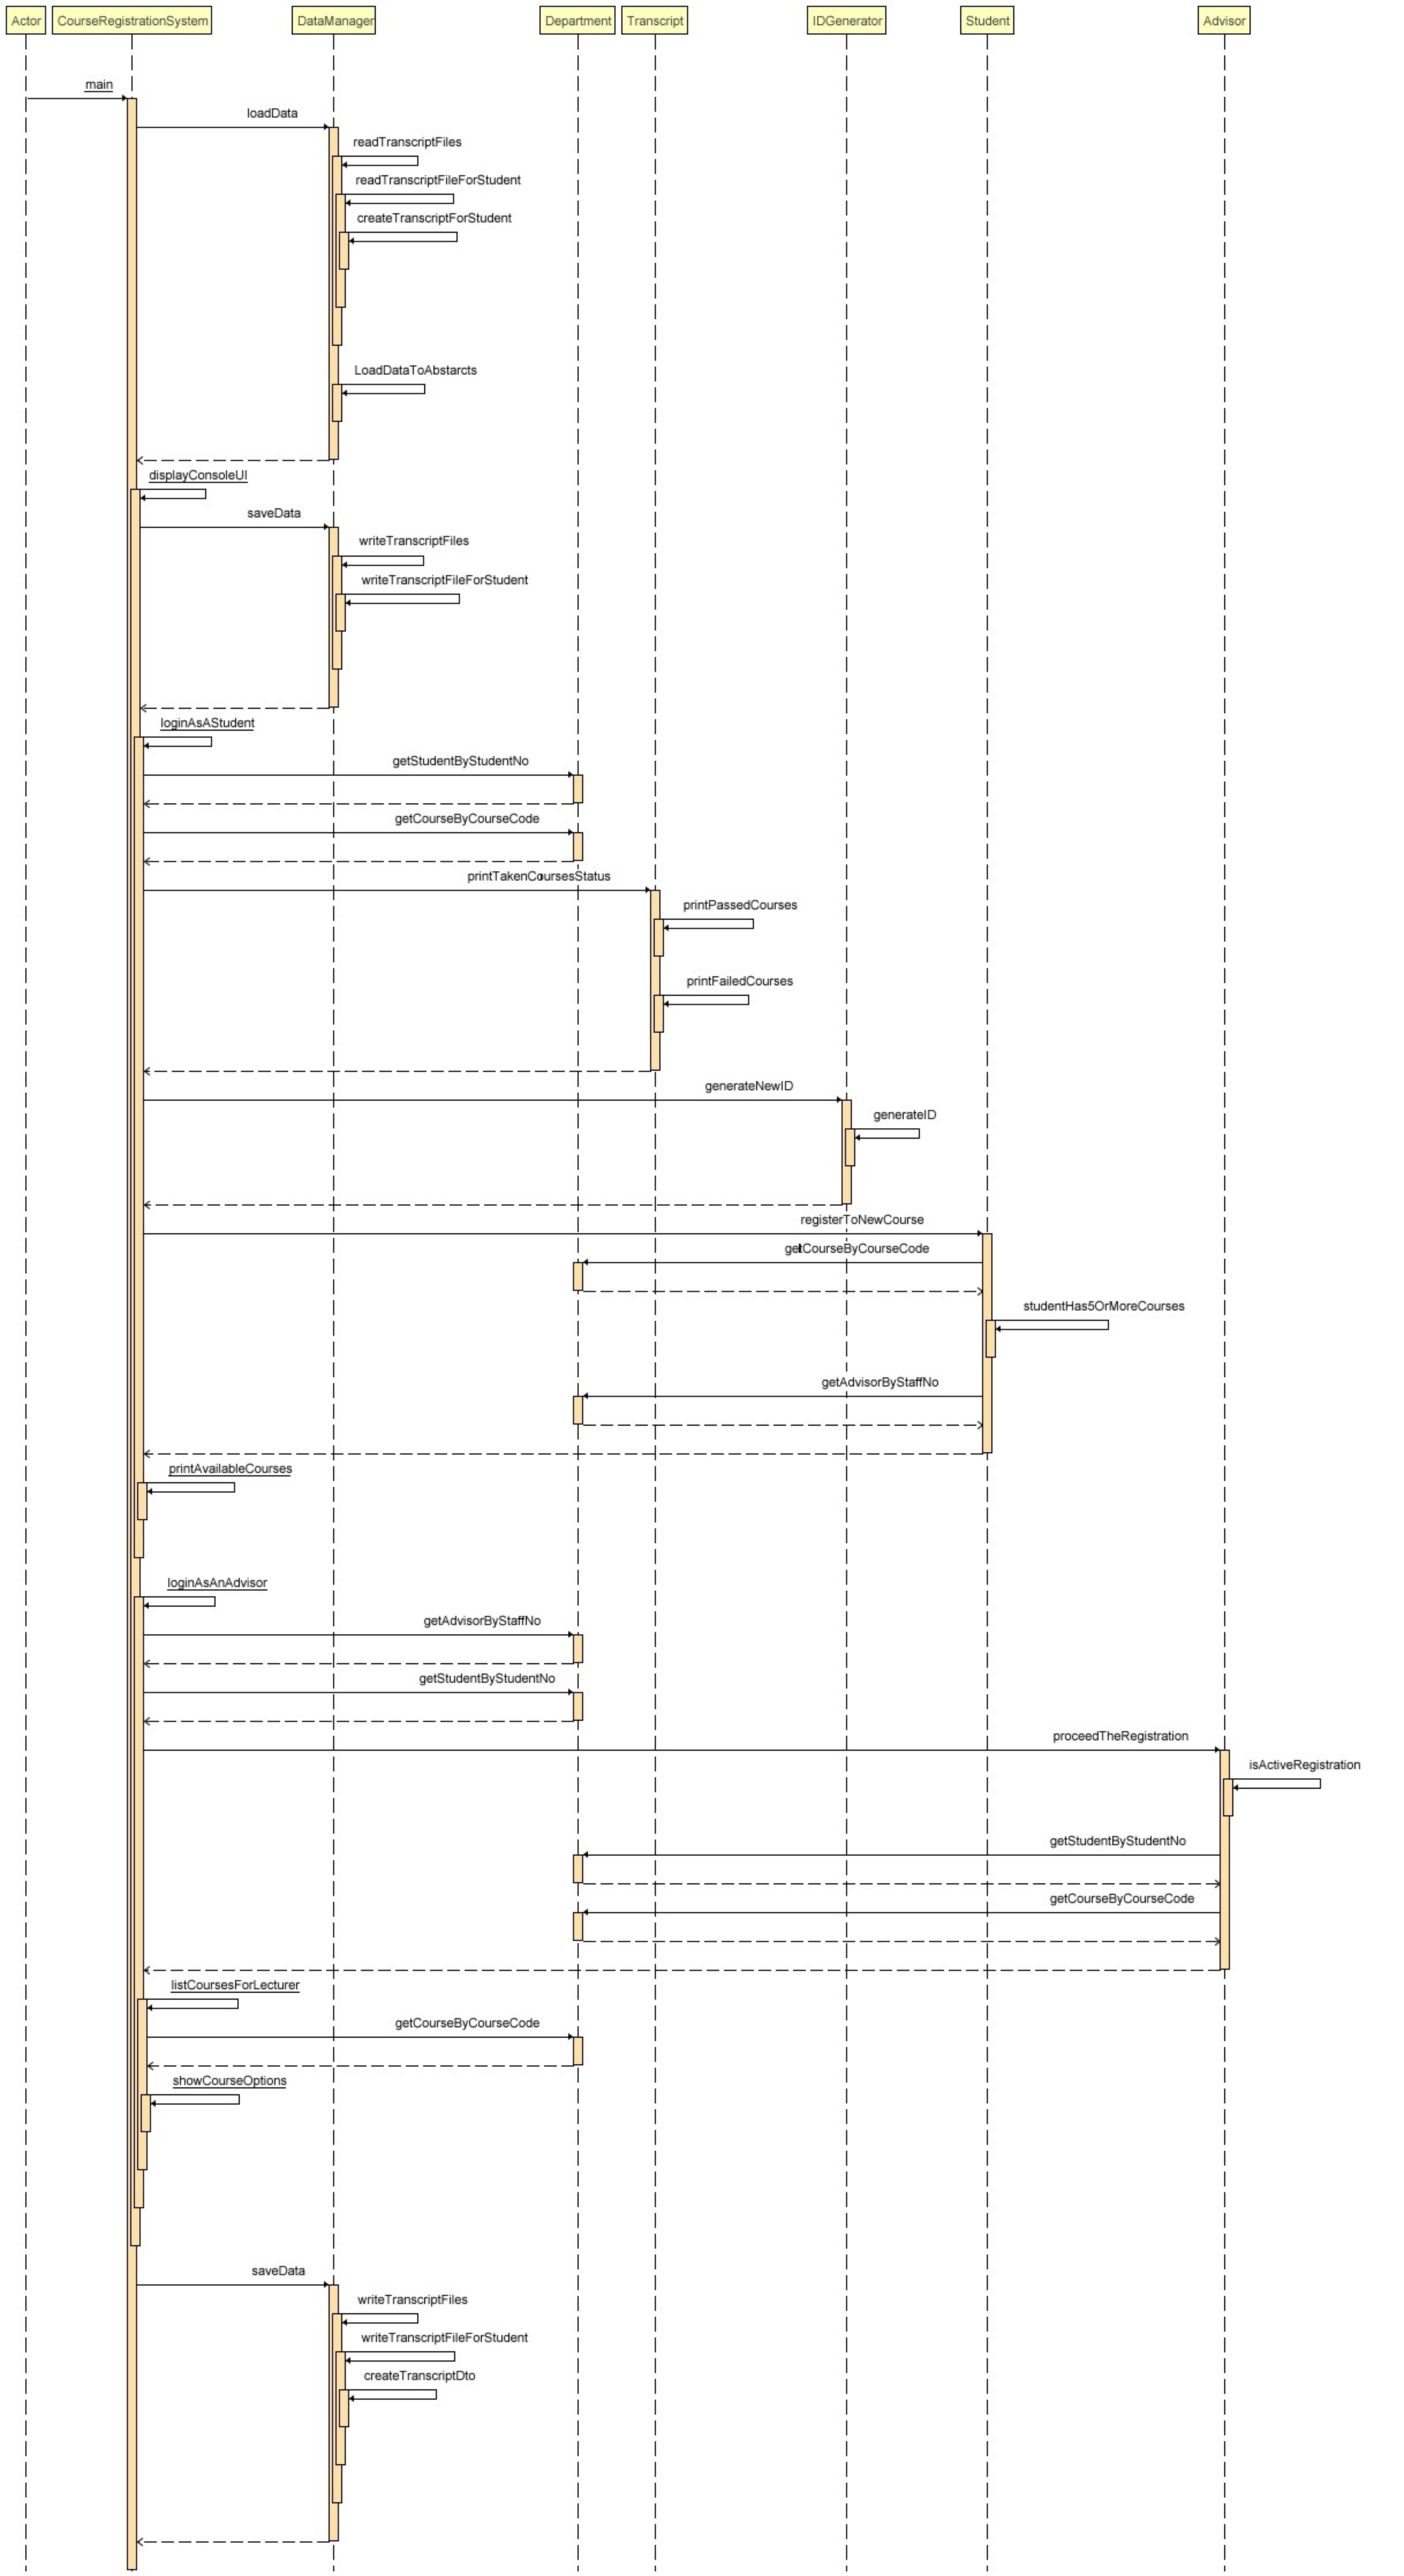 Actor
CourseRegistrationSystem
DataManager
Department
Transcript
IDGenerator
Student
Advisor
main
loadData
readTranscriptFiles
readTranscriptFileForStudent
createTranscriptForStudent
LoadDataToAbstarcts
displayConsoleUI
saveData
writeTranscriptFiles
writeTranscriptFileForStudent
loginAsAStudent
getStudentByStudentNo
getCourseByCourseCode
printTakenCoursesStatus
printPassedCourses
printFailedCourses
generateNewID
generateID
registerToNewCourse
getCourseByCourseCode
studentHas5OrMoreCourses
getAdvisorByStaffNo
printAvailableCourses
loginAsAnAdvisor
getAdvisorByStaffNo
getStudentByStudentNo
proceedTheRegistration
isActiveRegistration
getStudentByStudentNo
getCourseByCourseCode
listCoursesForLecturer
getCourseByCourseCode
showCourseOptions
saveData
writeTranscriptFiles
writeTranscriptFileForStudent
createTranscriptDto